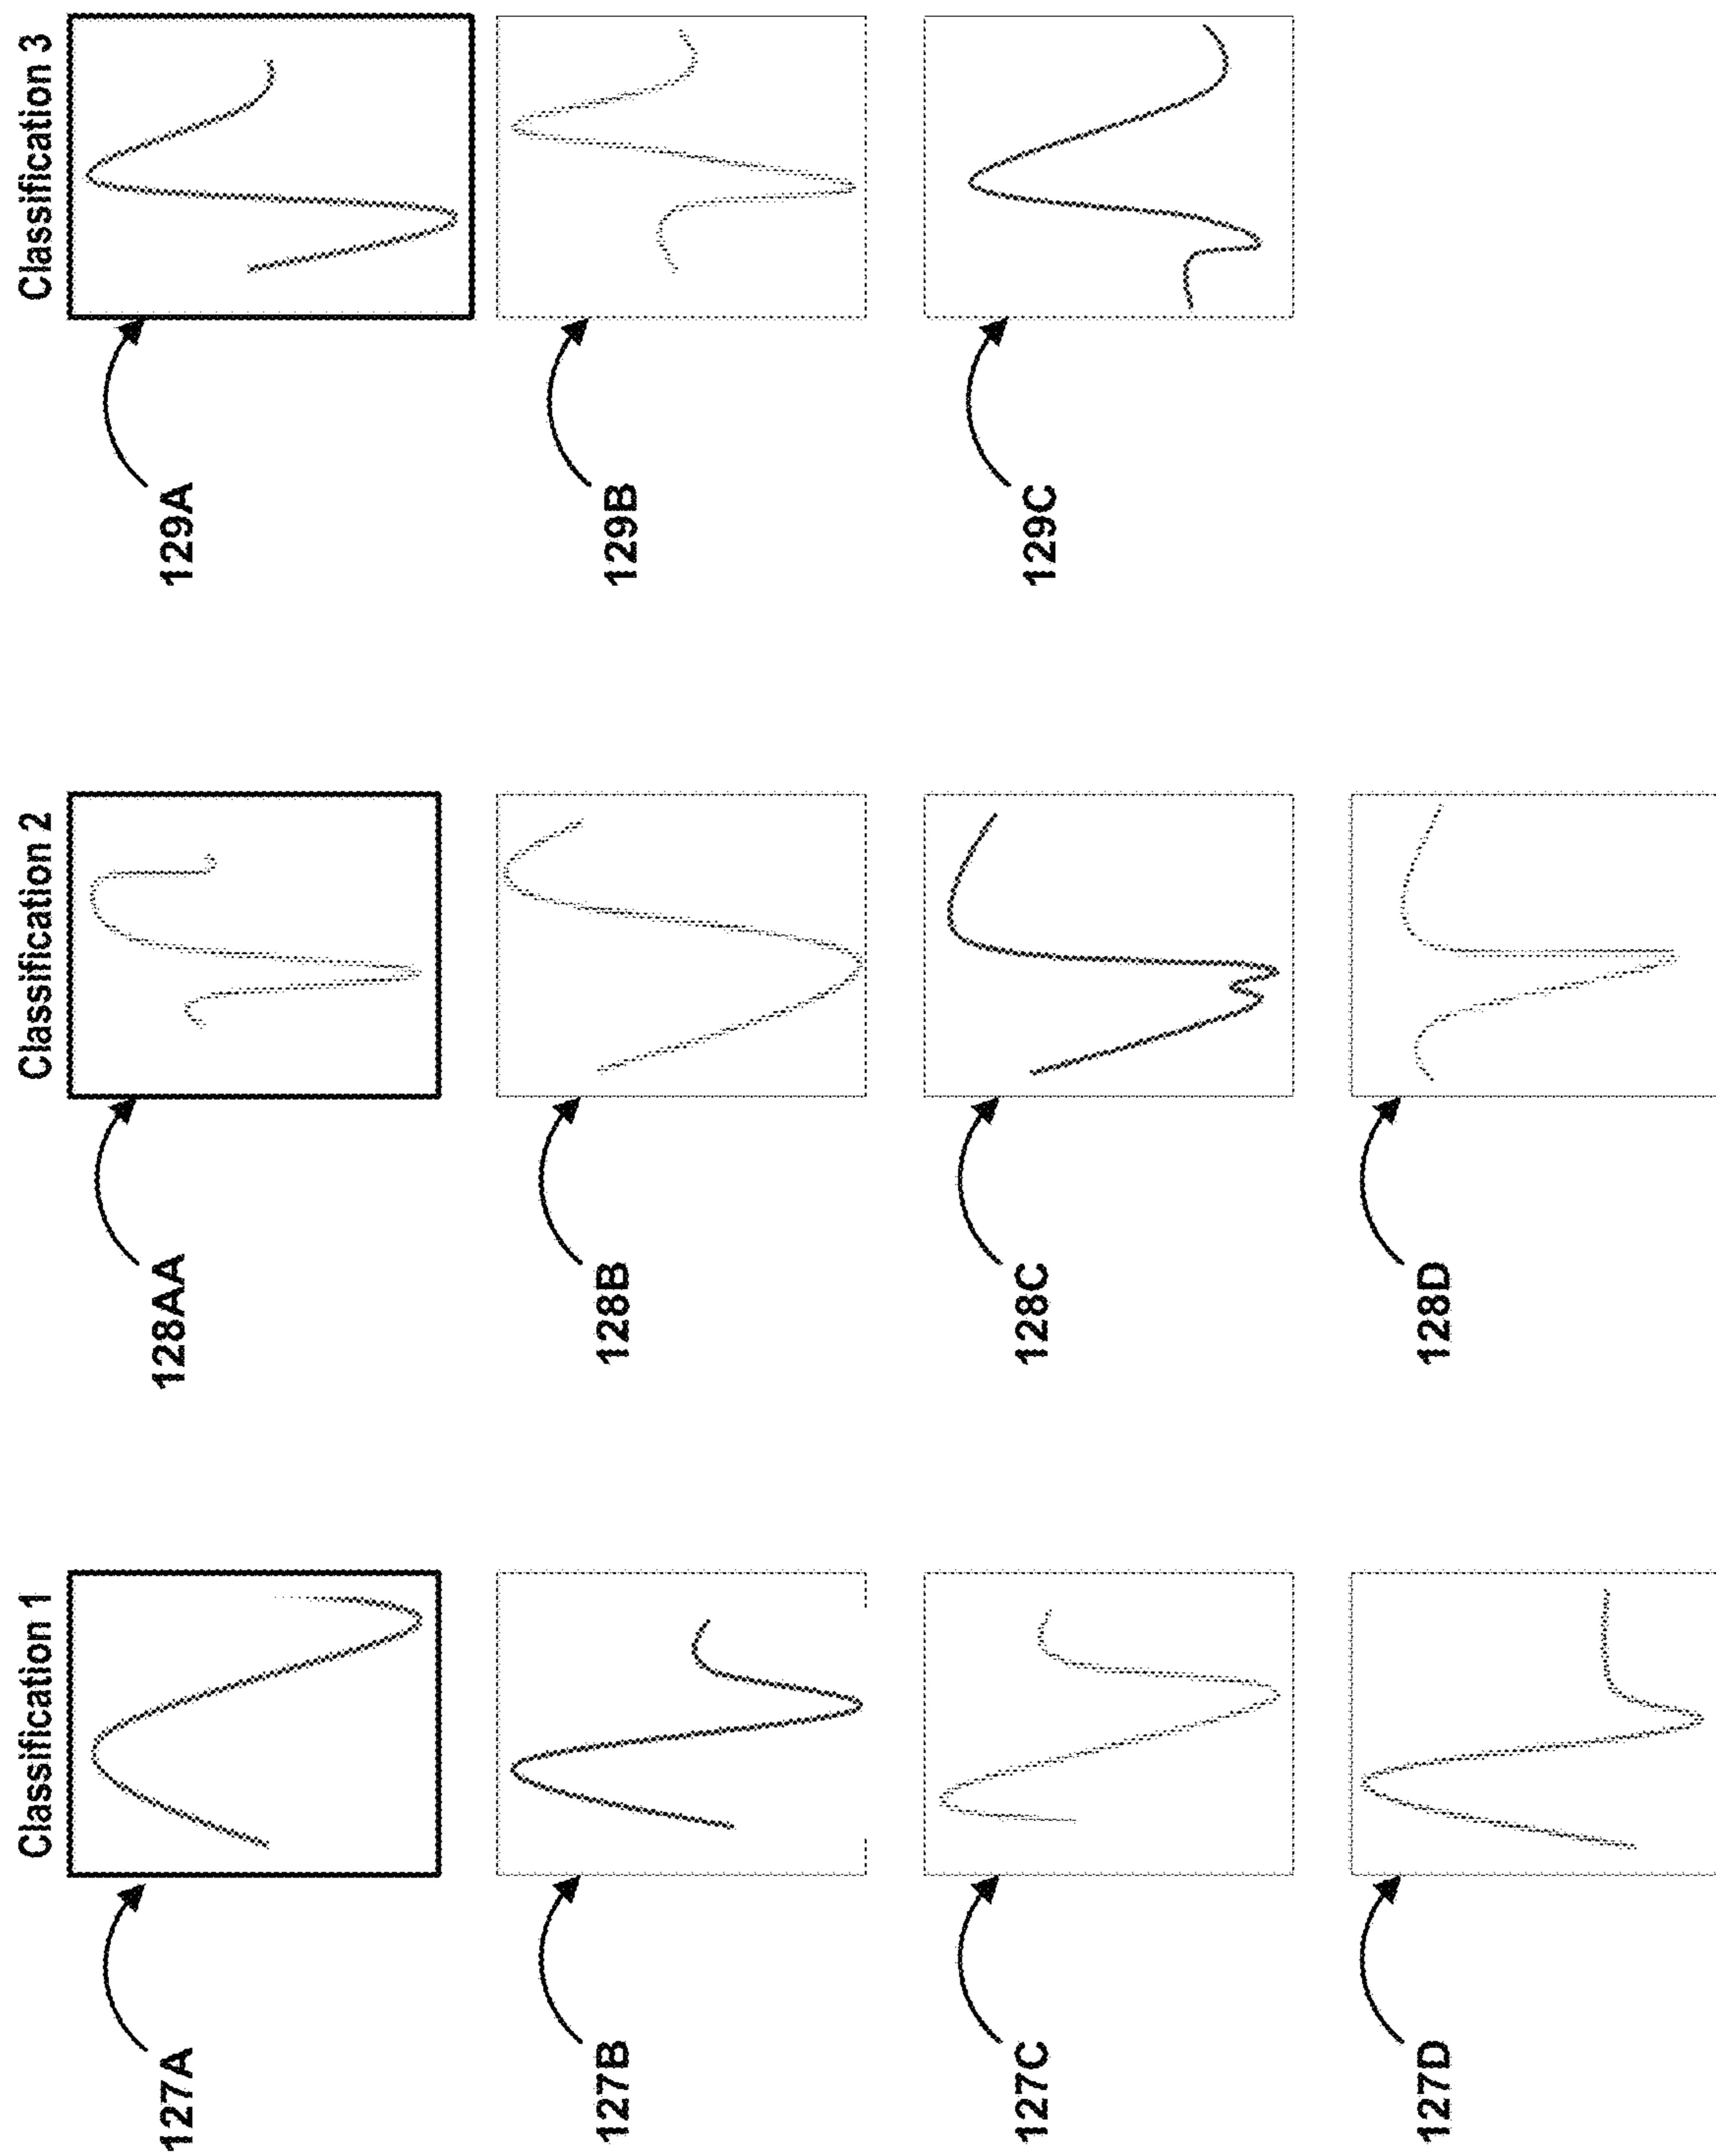 Classification 1
127A
127B
127C
127D
Classification 2
128AA
128B
128C
128D
Classification 3
129A
129B
129C